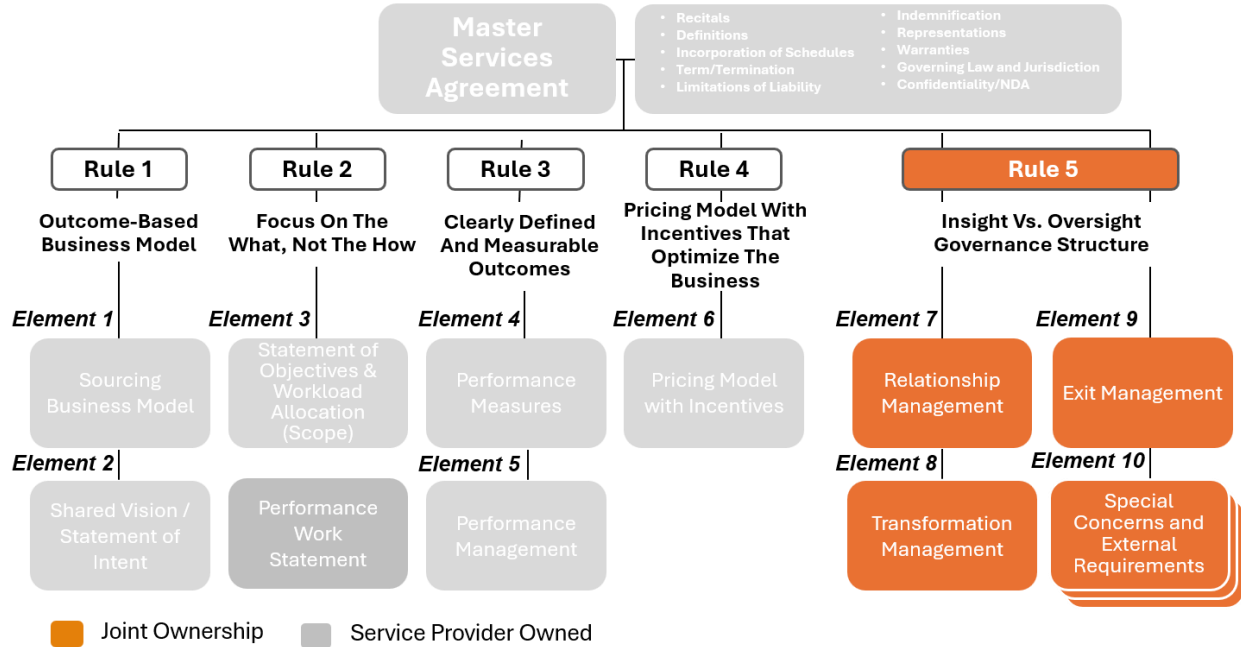 Master
Services
Agreement
• Recitals
• Definitions
• Incorporation of Schedules
• Term/Termination
• Limitations of Liability
• Indemnification
• Representations
• Warranties
• Governing Law and Jurisdiction
• Confidentiality/NDA
Rule 1
Rule 2
Rule 3
Rule 4
Rule 5
Outcome-Based
Business Model
Focus On The
What, Not The How
Clearly Defined
And Measurable
Outcomes
Pricing Model With
Incentives That
Optimize The
Business
Insight Vs. Oversight
Governance Structure
Element 1
Element 3
Element 4
Element 6
Element 7
Element 9
Sourcing
Business Model
Statement of
Objectives &
Workload
Allocation
(Scope)
Performance
Measures
Pricing Model
with Incentives
Relationship
Management
Exit Management
Element 2
Element 5
Element 8
Element 10
Shared Vision /
Statement of
Intent
Performance
Work
Statement
Performance
Management
Transformation
Management
Special
Concerns and
External
Requirements
Joint Ownership
Service Provider Owned